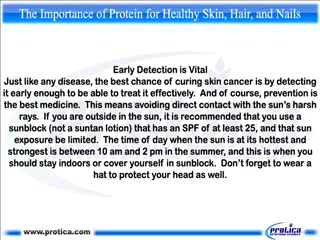 The Importance of Protein for Healthy Skin, Hair, and Nails
Early Detection is Vital
Just like any disease, the best chance of curing skin cancer is by detecting
it early enough to be able to treat it effectively.  And of course, prevention is
the best medicine.  This means avoiding direct contact with the sun's harsh
rays.  If you are outside in the sun, it is recommended that you use a
sunblock (not a suntan lotion) that has an SPF of at least 25, and that sun
exposure be limited.  The time of day when the sun is at its hottest and
strongest is between 10 am and 2 pm in the summer, and this is when you
should stay indoors or cover yourself in sunblock.  Don't forget to wear a
hat to protect your head as well.
www.protica.com
protica